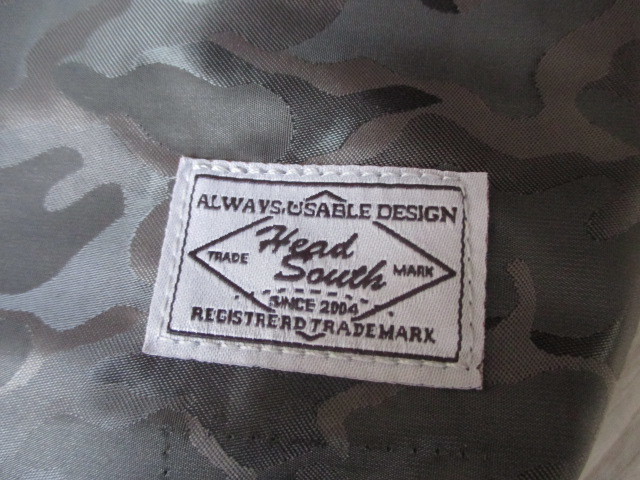 ALWAYS USABLE DESIGN
Head
TRADE MARK
South
SINCE 2004
REGISTRERD TRADEMARK